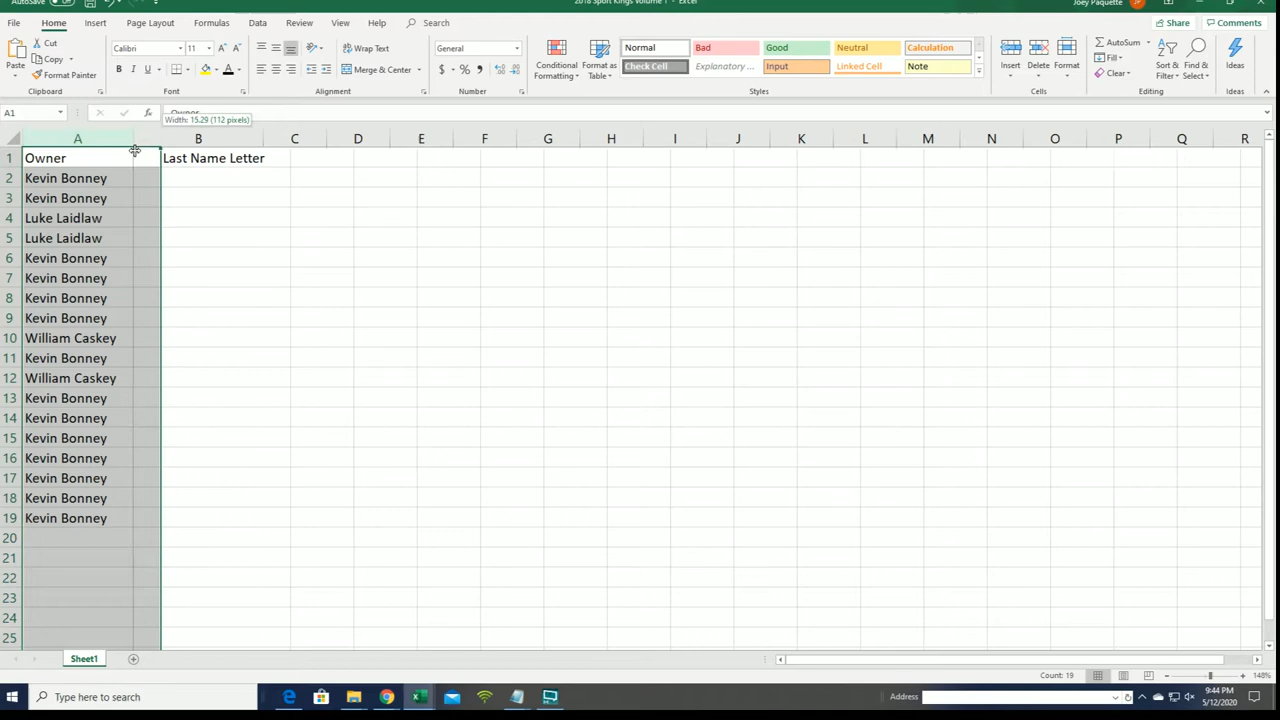 AutoSave Off 2018 Sport Kings Volume 1 - Excel Joey Paquette
File Home Insert Page Layout Formulas Data Review View Help Search Share Comments
Cut Calibri 11 Wrap Text General Normal Bad Good Neutral Calculation AutoSum
Copy Fill
Paste Format Painter Merge & Center Conditional Formatting Format as Table Check Cell Explanatory ... Input Linked Cell Note Insert Delete Format Clear Sort & Filter Find & Select Ideas
Clipboard Font Alignment Number Styles Cells Editing Ideas
A1 fx Owner
Width: 15.29 (112 pixels)
A B C D E F G H I J K L M N O P Q R
1 Owner Last Name Letter
2 Kevin Bonney
3 Kevin Bonney
4 Luke Laidlaw
5 Luke Laidlaw
6 Kevin Bonney
7 Kevin Bonney
8 Kevin Bonney
9 Kevin Bonney
10 William Caskey
11 Kevin Bonney
12 William Caskey
13 Kevin Bonney
14 Kevin Bonney
15 Kevin Bonney
16 Kevin Bonney
17 Kevin Bonney
18 Kevin Bonney
19 Kevin Bonney
20
21
22
23
24
25
Sheet1
Count: 19 148%
Type here to search Address 9:44 PM
5/12/2020